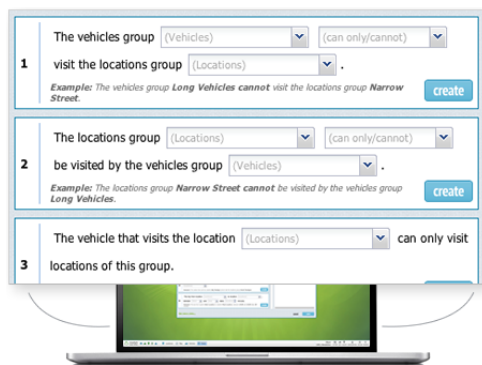 The vehicles group (Vehicles) (can only/cannot)
1 visit the locations group (Locations) .
Example: The vehicles group Long Vehicles cannot visit the locations group Narrow
Street.
create
The locations group (Locations) (can only/cannot)
2 be visited by the vehicles group (Vehicles) .
Example: The locations group Narrow Street cannot be visited by the vehicles group
Long Vehicles.
create
The vehicle that visits the location (Locations) can only visit
3 locations of this group.